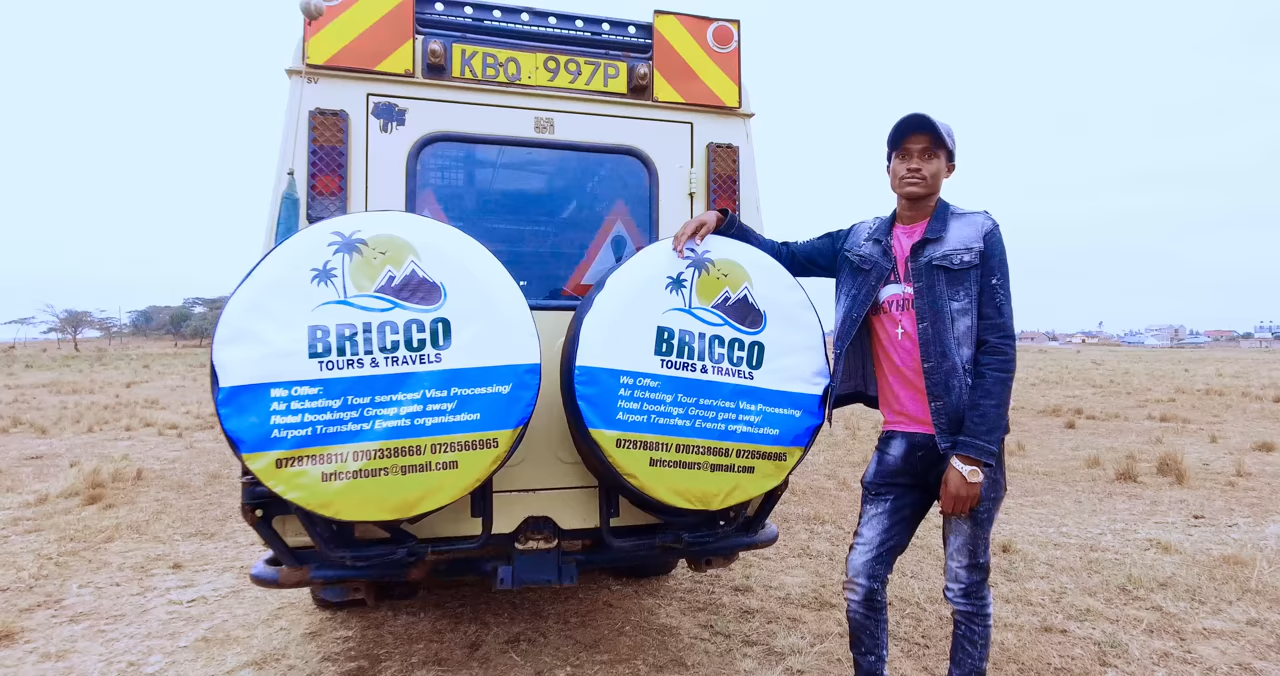 SV
KBQ 997P
BRICCO
TOURS & TRAVELS
We Offer:
Air ticketing/ Tour services/ Visa Processing/
Hotel bookings/ Group gate away/
Airport Transfers/ Events organisation
0728788811/ 0707338668/ 0726566965
briccotours@gmail.com
BRICCO
TOURS & TRAVELS
We Offer:
Air ticketing/ Tour services/ Visa Processing/
Hotel bookings/ Group gate away/
Airport Transfers/ Events organisation
0728788811/ 0707338668/ 0726566965
briccotours@gmail.com